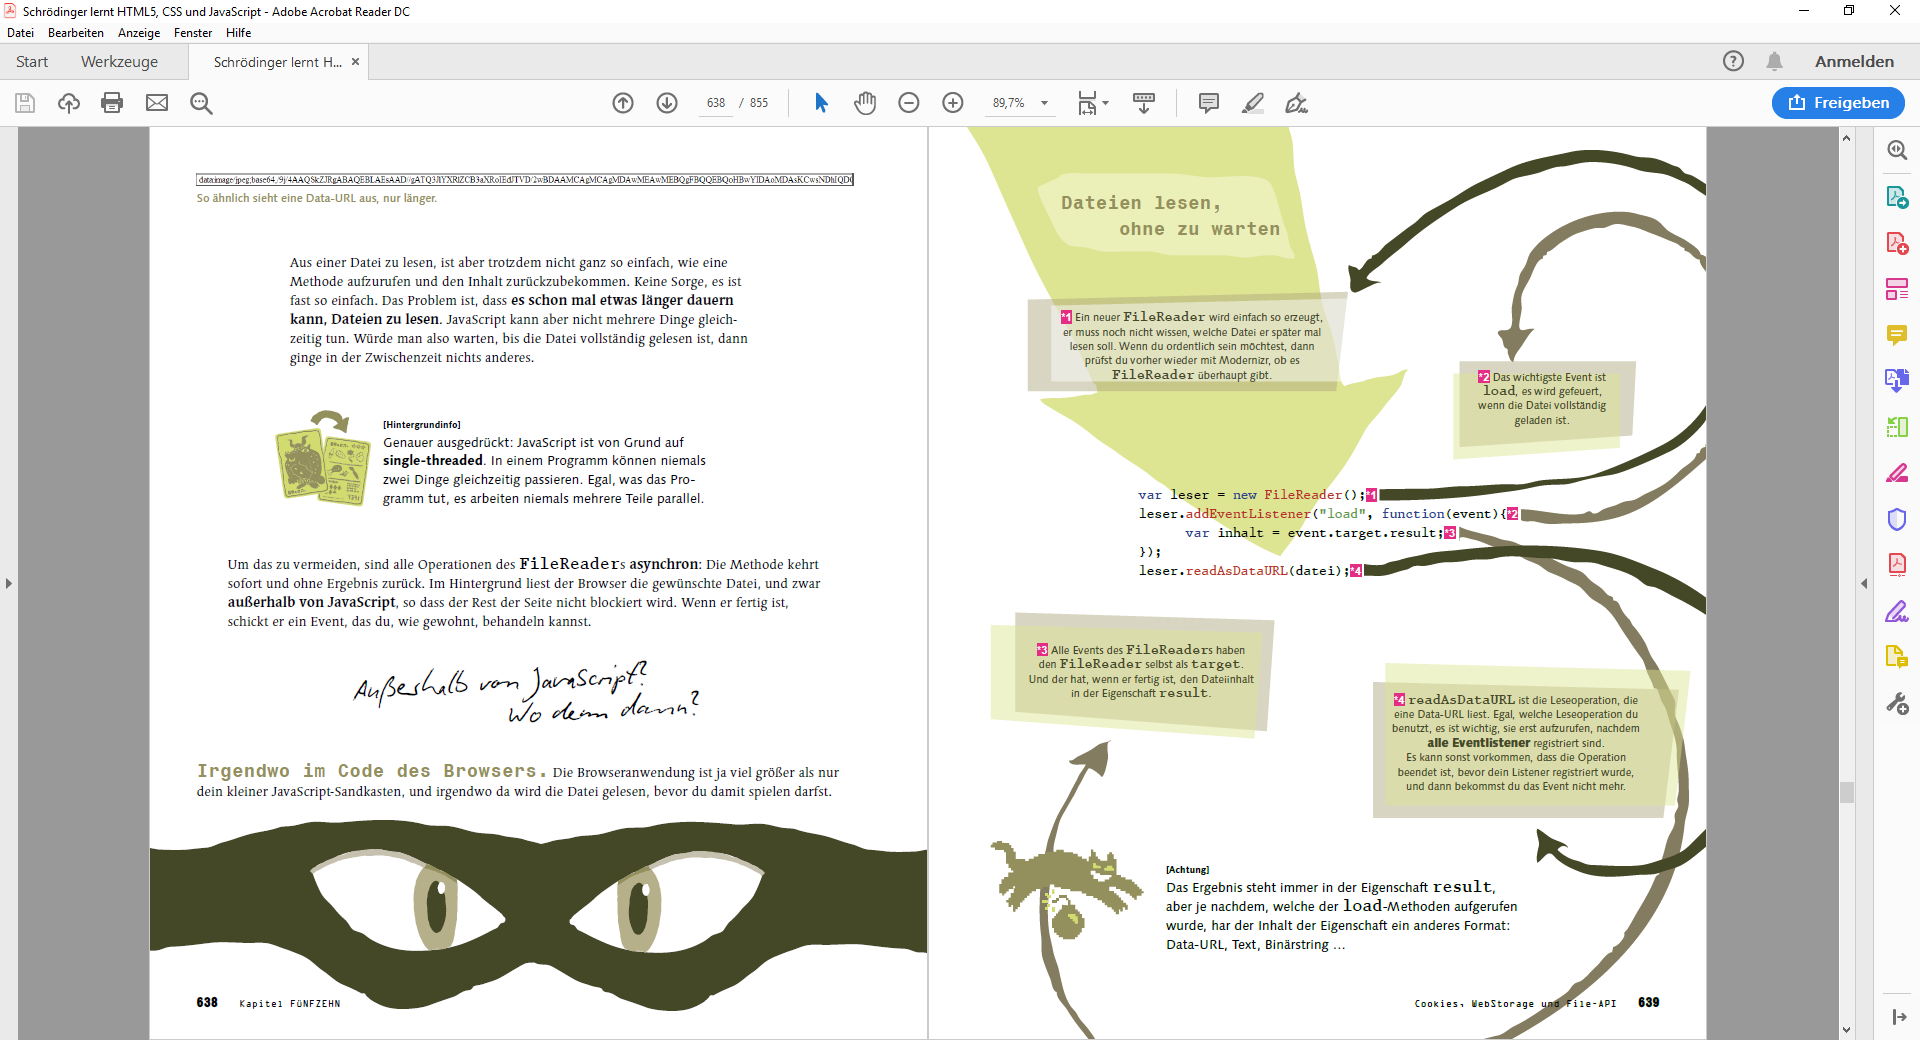 Schrödinger lernt HTML5, CSS und JavaScript - Adobe Acrobat Reader DC
Datei Bearbeiten Anzeige Fenster Hilfe
Start Werkzeuge Schrödinger lernt H... × Anmelden
638 / 855 89,7% Freigeben
So ähnlich sieht eine Data-URL aus, nur länger.
Aus einer Datei zu lesen, ist aber trotzdem nicht ganz so einfach, wie eine
Methode aufzurufen und den Inhalt zurückzubekommen. Keine Sorge, es ist
fast so einfach. Das Problem ist, dass es schon mal etwas länger dauern
kann, Dateien zu lesen. JavaScript kann aber nicht mehrere Dinge gleich-
zeitig tun. Würde man also warten, bis die Datei vollständig gelesen ist, dann
ginge in der Zwischenzeit nichts anderes.
[Hintergrundinfo]
Genauer ausgedrückt: JavaScript ist von Grund auf
single-threaded. In einem Programm können niemals
zwei Dinge gleichzeitig passieren. Egal, was das Pro-
gramm tut, es arbeiten niemals mehrere Teile parallel.
Um das zu vermeiden, sind alle Operationen des FileReaders asynchron: Die Methode kehrt
sofort und ohne Ergebnis zurück. Im Hintergrund liest der Browser die gewünschte Datei, und zwar
außerhalb von JavaScript, so dass der Rest der Seite nicht blockiert wird. Wenn er fertig ist,
schickt er ein Event, das du, wie gewohnt, behandeln kannst.
Außerhalb von JavaScript?
Wo denn dann?
Irgendwo im Code des Browsers. Die Browseranwendung ist ja viel größer als nur
dein kleiner JavaScript-Sandkasten, und irgendwo da wird die Datei gelesen, bevor du damit spielen darfst.
638 Kapitel FÜNFZEHN
Dateien lesen,
ohne zu warten
*1 Ein neuer FileReader wird einfach so erzeugt,
er muss noch nicht wissen, welche Datei er später mal
lesen soll. Wenn du ordentlich sein möchtest, dann
prüfst du vorher wieder mit Modernizr, ob es
FileReader überhaupt gibt.
*2 Das wichtigste Event ist
load, es wird gefeuert,
wenn die Datei vollständig
geladen ist.
var leser = new FileReader();*1
leser.addEventListener("load", function(event){*2
var inhalt = event.target.result;*3
});
leser.readAsDataURL(datei);*4
*3 Alle Events des FileReaders haben
den FileReader selbst als target.
Und der hat, wenn er fertig ist, den Dateiinhalt
in der Eigenschaft result.
*4 readAsDataURL ist die Leseoperation, die
eine Data-URL liest. Egal, welche Leseoperation du
benutzt, es ist wichtig, sie erst aufzurufen, nachdem
alle Eventlistener registriert sind.
Es kann sonst vorkommen, dass die Operation
beendet ist, bevor dein Listener registriert wurde,
und dann bekommst du das Event nicht mehr.
[Achtung]
Das Ergebnis steht immer in der Eigenschaft result,
aber je nachdem, welche der load-Methoden aufgerufen
wurde, har der Inhalt der Eigenschaft ein anderes Format:
Data-URL, Text, Binärstring ...
Cookies, WebStorage und File-API 639